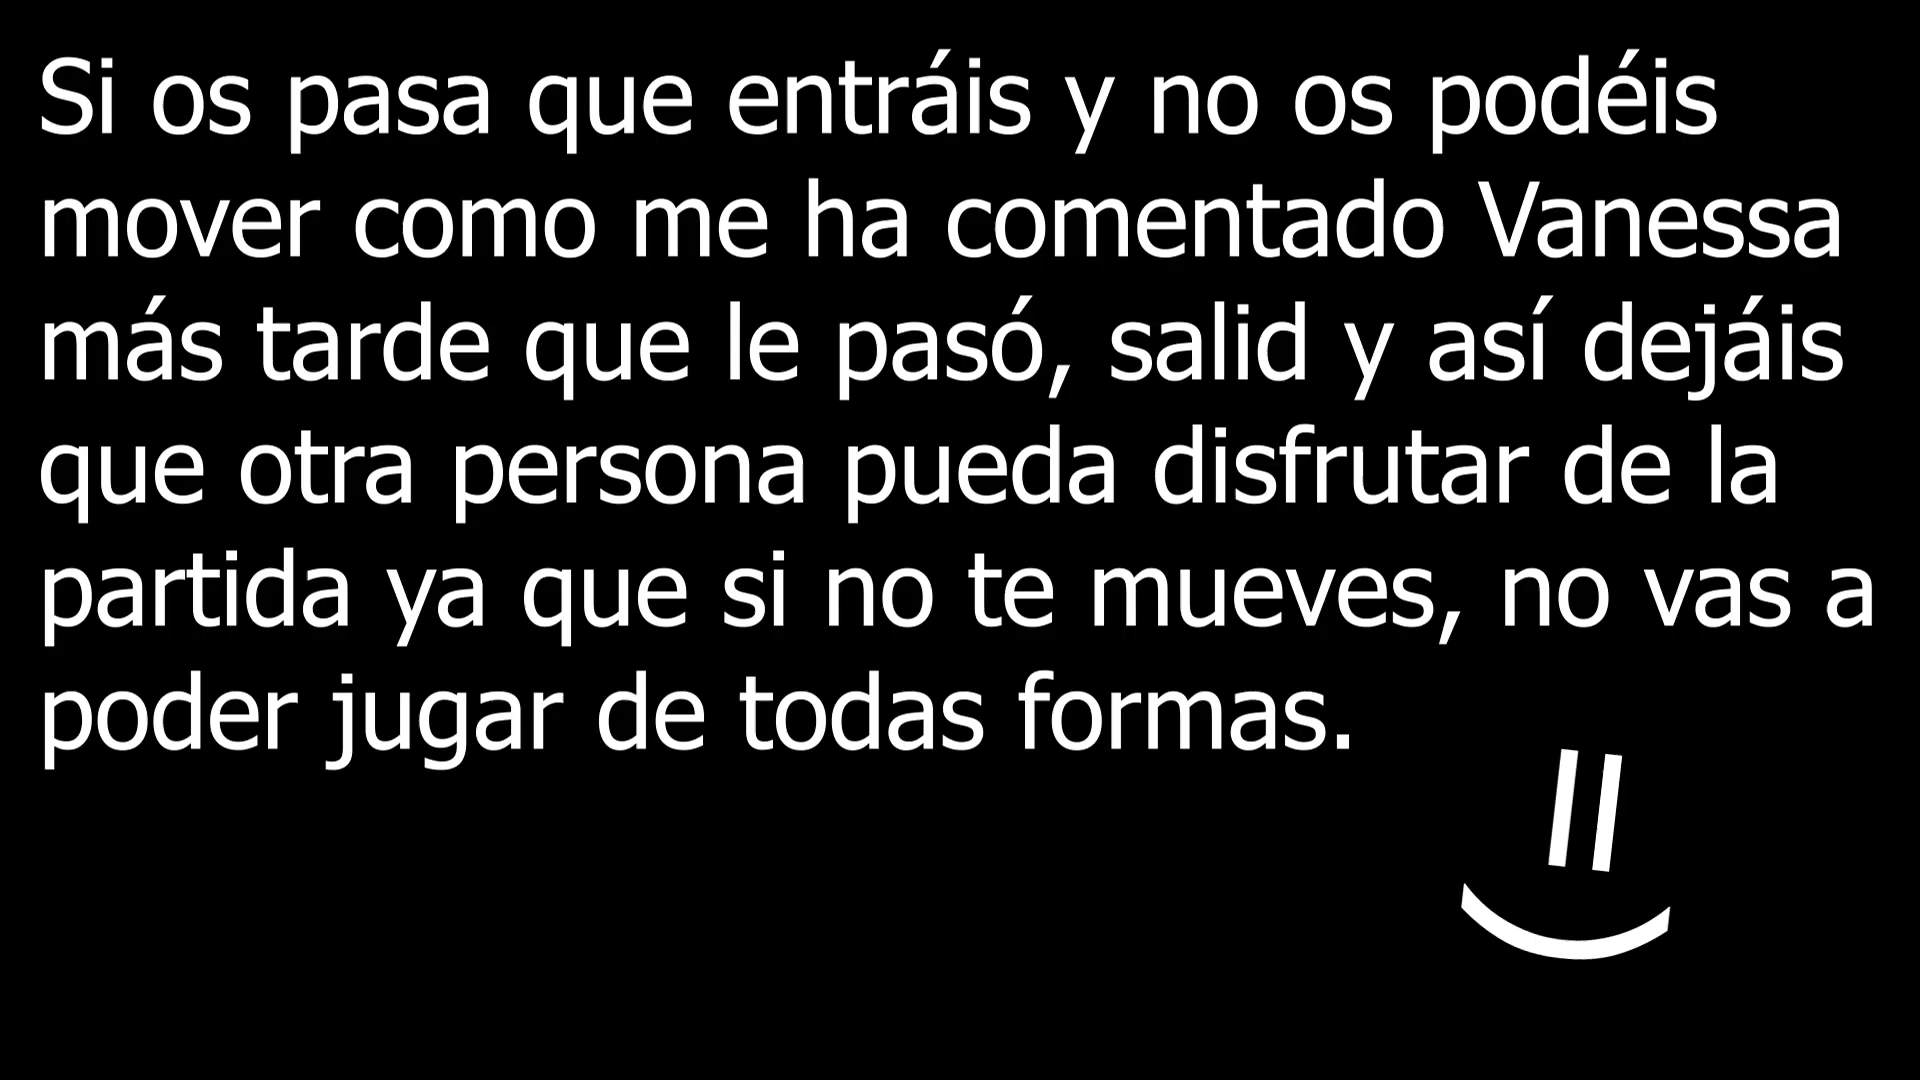 Si os pasa que entráis y no os podéis
mover como me ha comentado Vanessa
más tarde que le pasó, salid y así dejáis
que otra persona pueda disfrutar de la
partida ya que si no te mueves, no vas a
poder jugar de todas formas.
=)